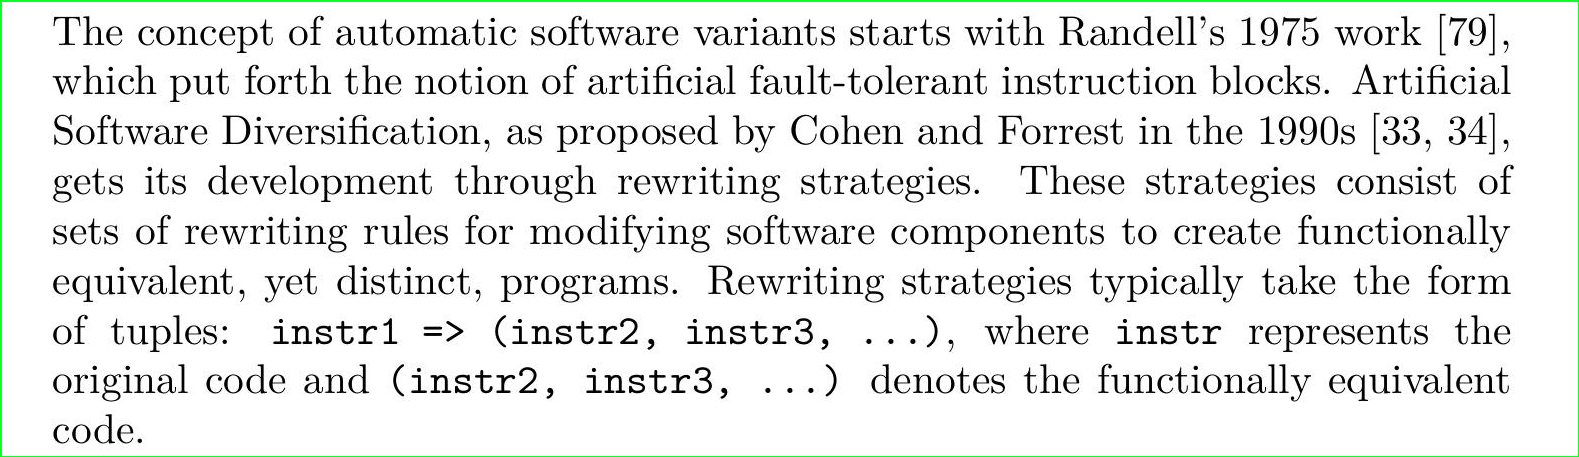 The concept of automatic software variants starts with Randell's 1975 work [79],
which put forth the notion of artificial fault-tolerant instruction blocks. Artificial
Software Diversification, as proposed by Cohen and Forrest in the 1990s [33, 34],
gets its development through rewriting strategies. These strategies consist of
sets of rewriting rules for modifying software components to create functionally
equivalent, yet distinct, programs. Rewriting strategies typically take the form
of tuples: instr1 => (instr2, instr3, ...), where instr represents the
original code and (instr2, instr3, ...) denotes the functionally equivalent
code.